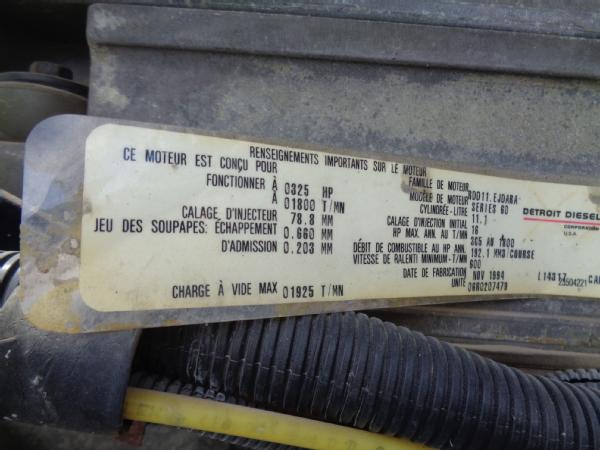 RENSEIGNEMENTS IMPORTANTS SUR LE MOTEUR
CE MOTEUR EST CONÇU POUR
FONCTIONNER À 0325 HP
À 01800 T/MN
CALAGE D'INJECTEUR 78.8 MM
JEU DES SOUPAPES: ÉCHAPPEMENT 0.660 MM
D'ADMISSION 0.203 MM
CHARGE À VIDE MAX 01925 T/MN
FAMILLE DE MOTEUR
MODÈLE DE MOTEUR SERIES 60
CYLINDRÉE-LITRE 11.1
CALAGE D'INJECTION INITIAL 16
HP MAX. ANN. AU T/MN 365 AU 1800
DÉBIT DE COMBUSTIBLE AU HP ANN. 192.1 MM3/COURSE
VITESSE DE RALENTI MINIMUM-T/MN 600
DATE DE FABRICATION NOV 1994
UNITÉ 06R0207479
DETROIT DIESEL
CORPORATION
U.S.A.
23504221